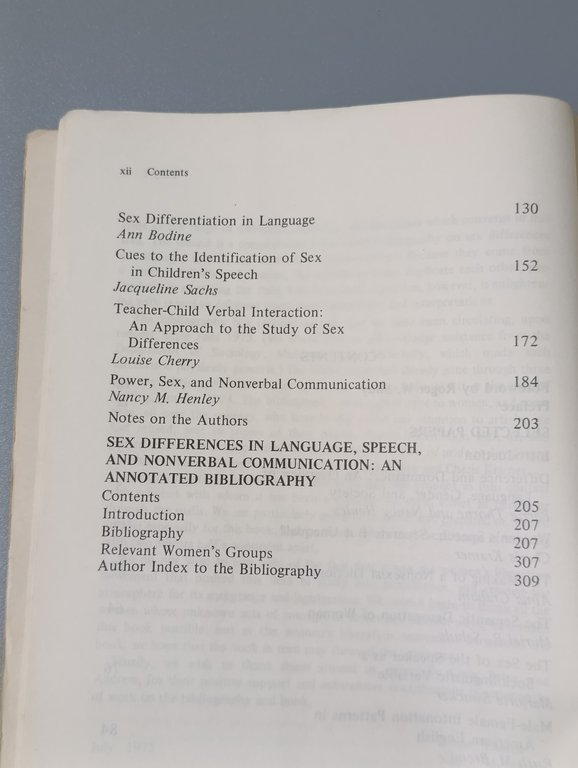 xii Contents
Sex Differentiation in Language 130
Ann Bodine
Cues to the Identification of Sex
in Children's Speech 152
Jacqueline Sachs
Teacher-Child Verbal Interaction:
An Approach to the Study of Sex
Differences 172
Louise Cherry
Power, Sex, and Nonverbal Communication 184
Nancy M. Henley
Notes on the Authors 203
SEX DIFFERENCES IN LANGUAGE, SPEECH,
AND NONVERBAL COMMUNICATION: AN
ANNOTATED BIBLIOGRAPHY
Contents 205
Introduction 207
Bibliography 207
Relevant Women's Groups 307
Author Index to the Bibliography 309